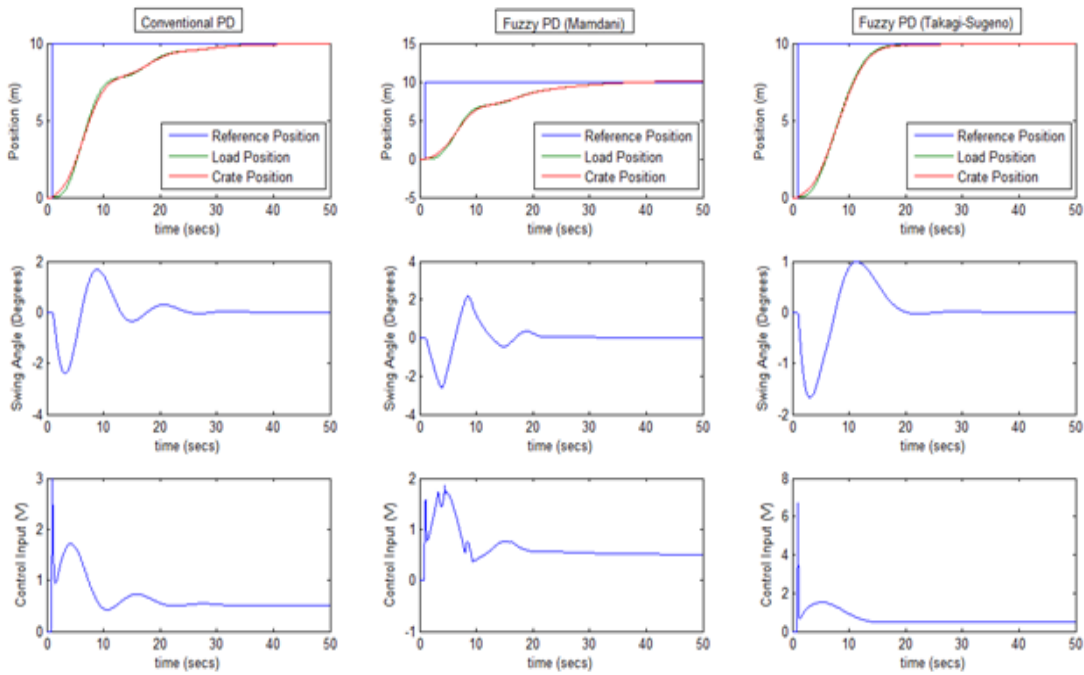 Conventional PD
Fuzzy PD (Mamdani)
Fuzzy PD (Takagi-Sugeno)
10
5
0
Position (m)
Reference Position
Load Position
Crate Position
0 10 20 30 40 50
time (secs)
15
10
5
0
-5
Position (m)
Reference Position
Load Position
Crate Position
0 10 20 30 40 50
time (secs)
10
5
0
Position (m)
Reference Position
Load Position
Crate Position
0 10 20 30 40 50
time (secs)
2
0
-2
-4
Swing Angle (Degrees)
0 10 20 30 40 50
time (secs)
4
2
0
-2
-4
Swing Angle (Degrees)
0 10 20 30 40 50
time (secs)
1
0
-1
-2
Swing Angle (Degrees)
0 10 20 30 40 50
time (secs)
3
2
1
0
Control Input (V)
0 10 20 30 40 50
time (secs)
2
1
0
-1
Control Input (V)
0 10 20 30 40 50
time (secs)
8
6
4
2
0
Control Input (V)
0 10 20 30 40 50
time (secs)